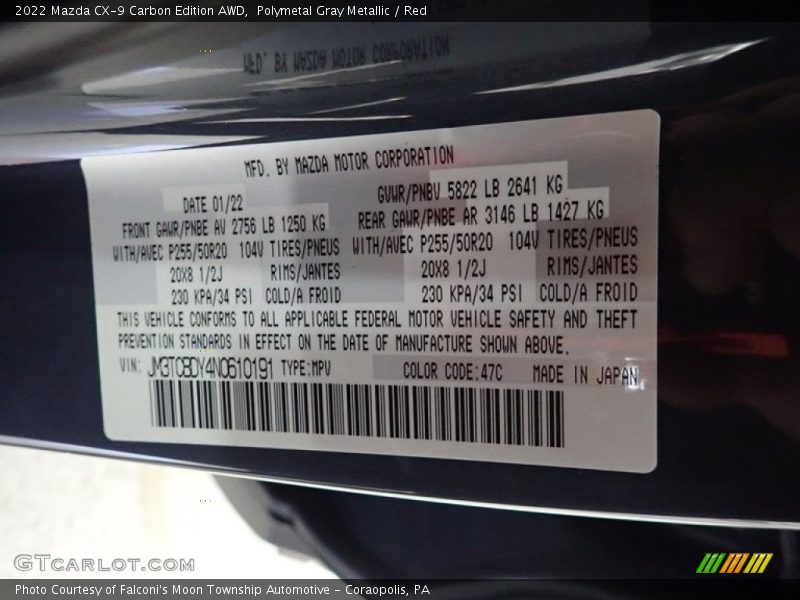 2022 Mazda CX-9 Carbon Edition AWD, Polymetal Gray Metallic / Red
MFD. BY MAZDA MOTOR CORPORATION
MFD. BY MAZDA MOTOR CORPORATION
DATE 01/22 GVWR/PNBV 5822 LB 2641 KG
FRONT GAWR/PNBE AV 2756 LB 1250 KG REAR GAWR/PNBE AR 3146 LB 1427 KG
WITH/AVEC P255/50R20 104V TIRES/PNEUS WITH/AVEC P255/50R20 104V TIRES/PNEUS
20X8 1/2J RIMS/JANTES 20X8 1/2J RIMS/JANTES
230 KPA/34 PSI COLD/A FROID 230 KPA/34 PSI COLD/A FROID
THIS VEHICLE CONFORMS TO ALL APPLICABLE FEDERAL MOTOR VEHICLE SAFETY AND THEFT
PREVENTION STANDARDS IN EFFECT ON THE DATE OF MANUFACTURE SHOWN ABOVE.
VIN: JM3TCBDY4N0610191 TYPE:MPV COLOR CODE:47C MADE IN JAPAN
GTCARLOT.COM
Photo Courtesy of Falconi's Moon Township Automotive - Coraopolis, PA